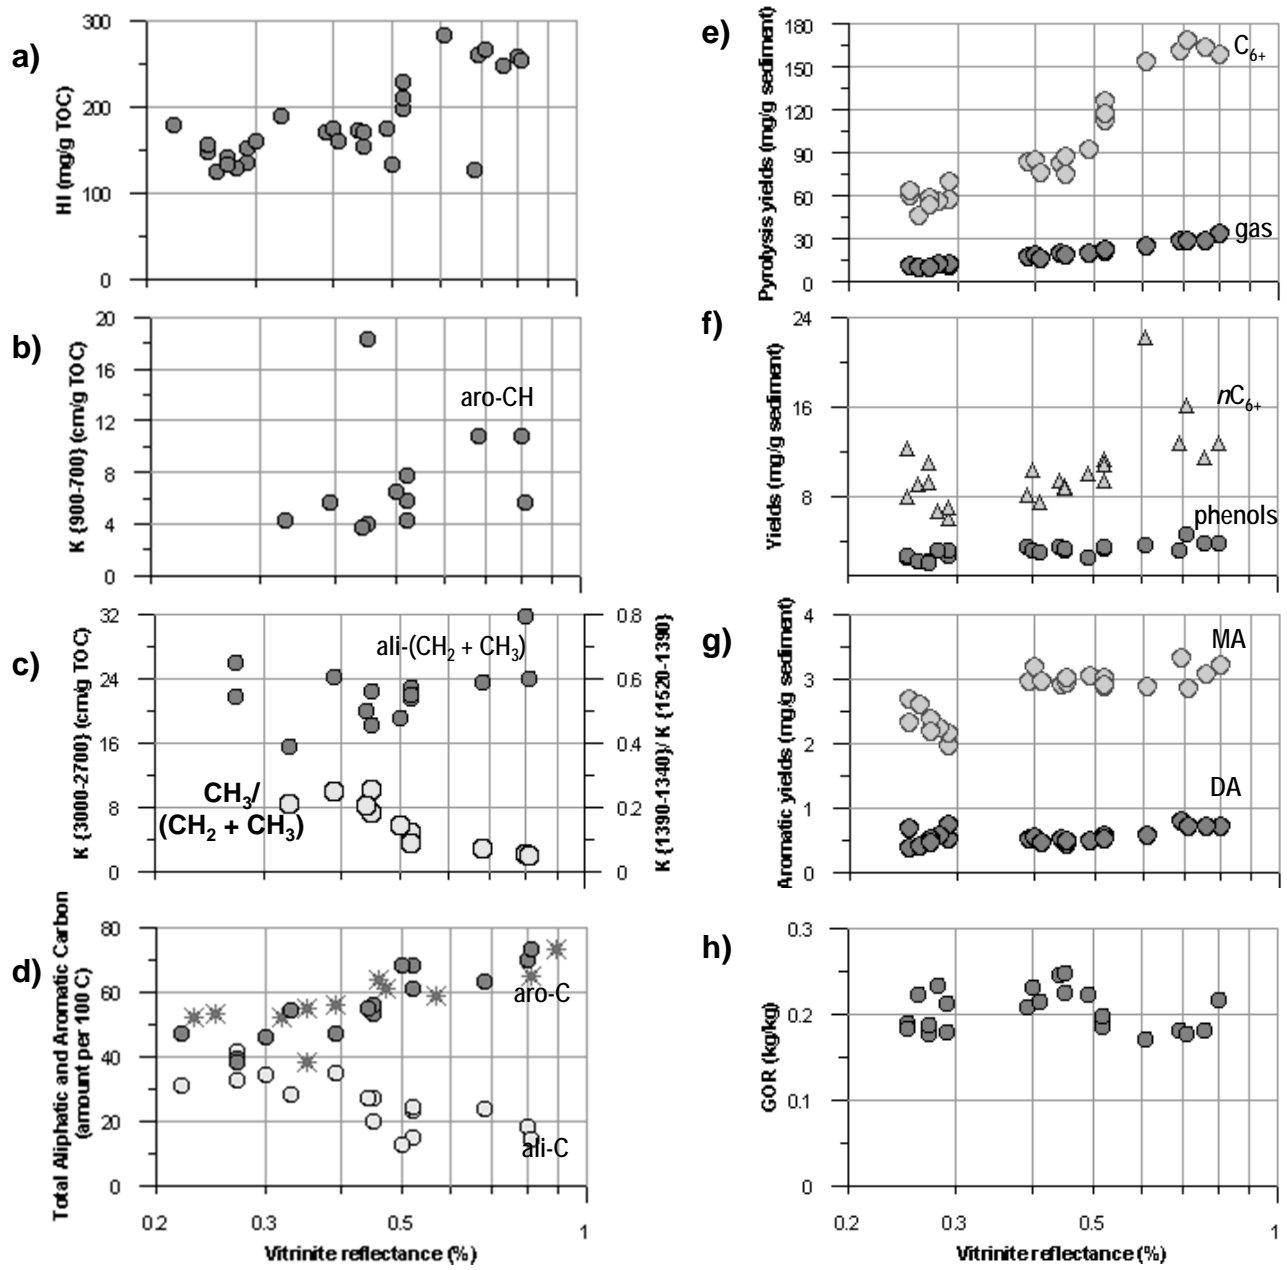 a)
HI (mg/g TOC)
300
200
100
0
b)
K {900-700} (cm/g TOC)
20
16
12
8
4
0
aro-CH
c)
K {3000-2700} (cm/g TOC)
32
24
16
8
0
ali-(CH2 + CH3)
CH3/
(CH2 + CH3)
0.8
0.6
0.4
0.2
0
K {1390-1340}/ K {1520-1390}
d)
Total Aliphatic and Aromatic Carbon
(amount per 100 C)
80
60
40
20
0
aro-C
ali-C
0.2
0.3
0.5
1
Vitrinite reflectance (%)
e)
Pyrolysis yields (mg/g sediment)
180
150
120
90
60
30
0
C6+
gas
f)
Yields (mg/g sediment)
24
16
8
nC6+
phenols
g)
Aromatic yields (mg/g sediment)
4
3
2
1
0
MA
DA
h)
GOR (kg/kg)
0.3
0.2
0.1
0
0.2
0.3
0.5
1
Vitrinite reflectance (%)